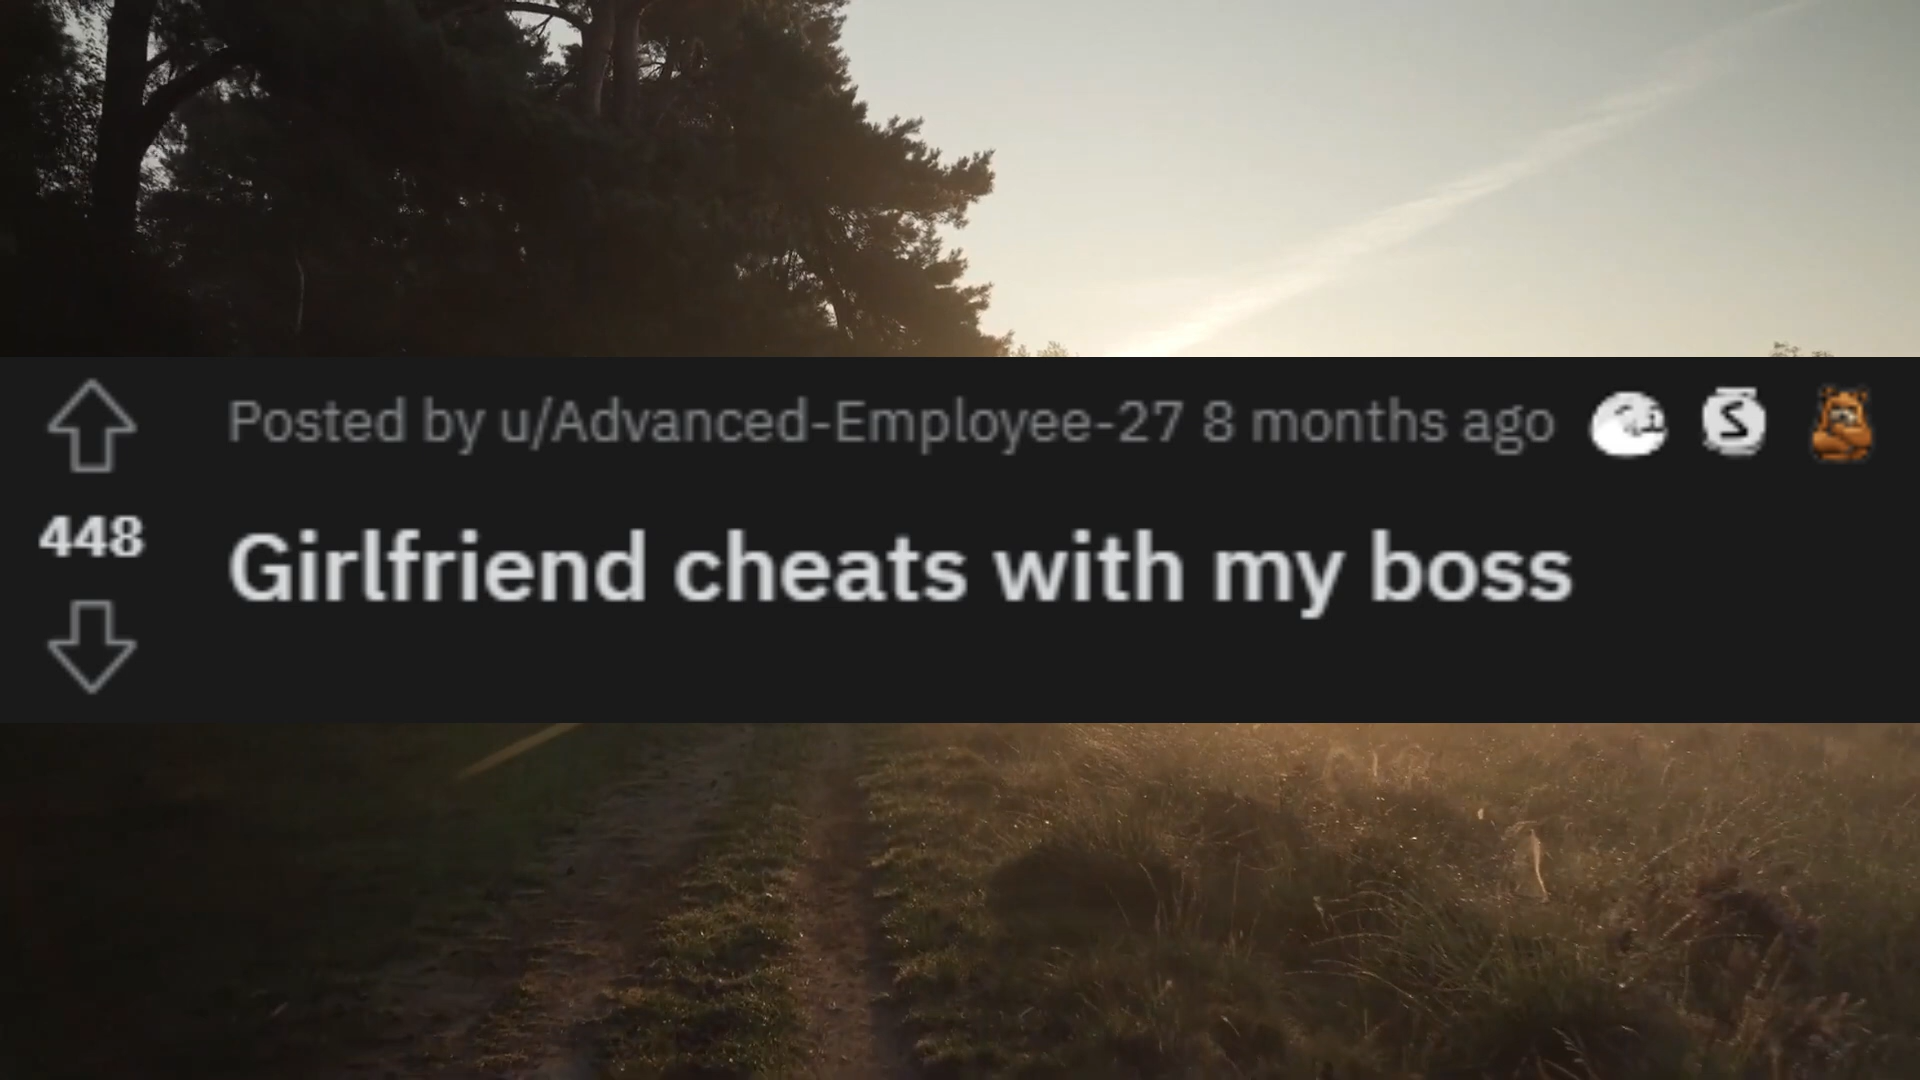 Posted by u/Advanced-Employee-27 8 months ago
448
Girlfriend cheats with my boss